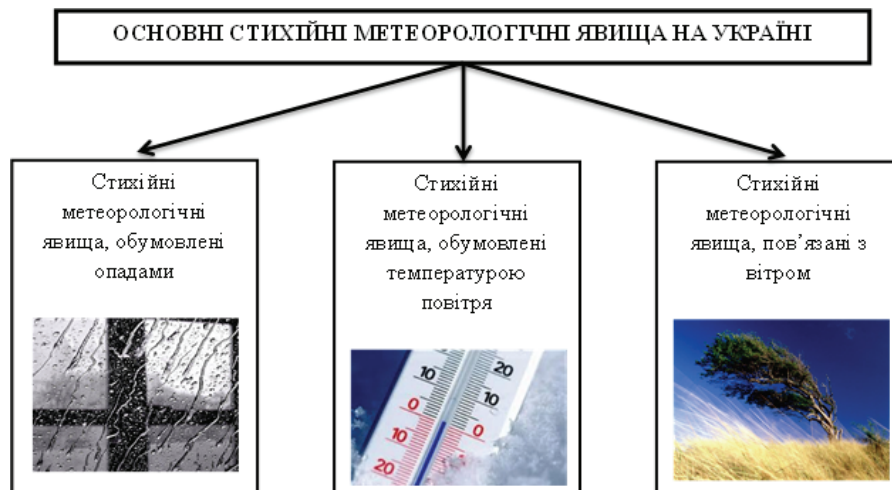 ОСНОВНІ СТИХІЙНІ МЕТЕОРОЛОГІЧНІ ЯВИЩА НА УКРАЇНІ
Стихійні
метеорологічні
явища, обумовлені
опадами
Стихійні
метеорологічні
явища, обумовлені
температурою
повітря
10
0
10
20
20
10
0
Стихійні
метеорологічні
явища, пов’язані з
вітром